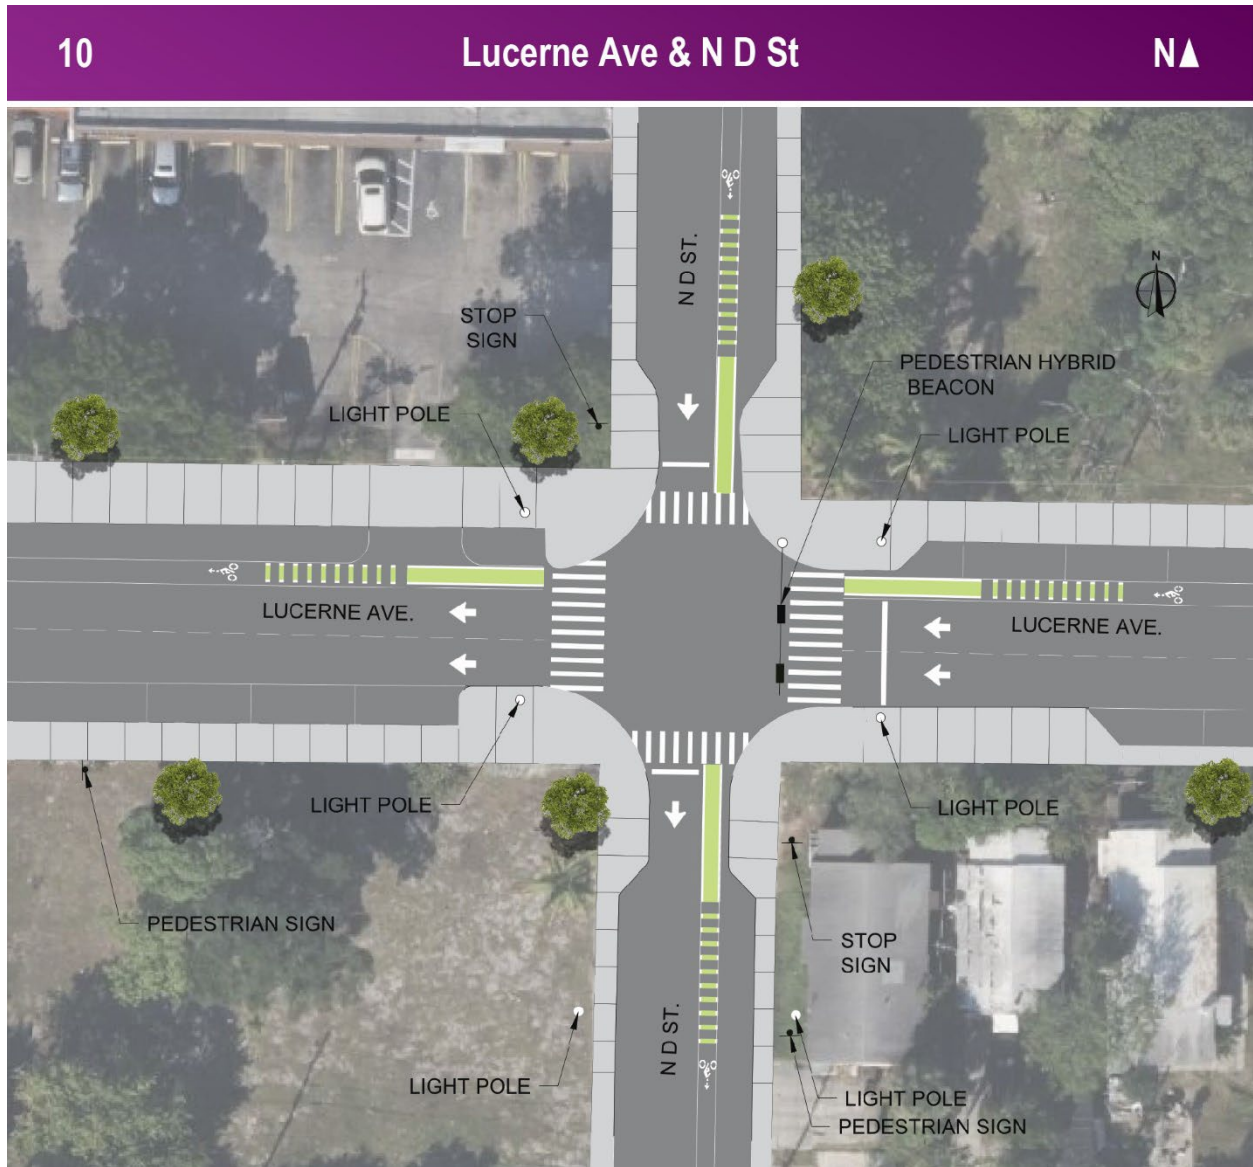 10
Lucerne Ave & N D St
N
N D ST.
N
STOP
SIGN
PEDESTRIAN HYBRID
BEACON
LIGHT POLE
LIGHT POLE
LUCERNE AVE.
LUCERNE AVE.
LIGHT POLE
LIGHT POLE
PEDESTRIAN SIGN
STOP
SIGN
N D ST.
LIGHT POLE
LIGHT POLE
PEDESTRIAN SIGN